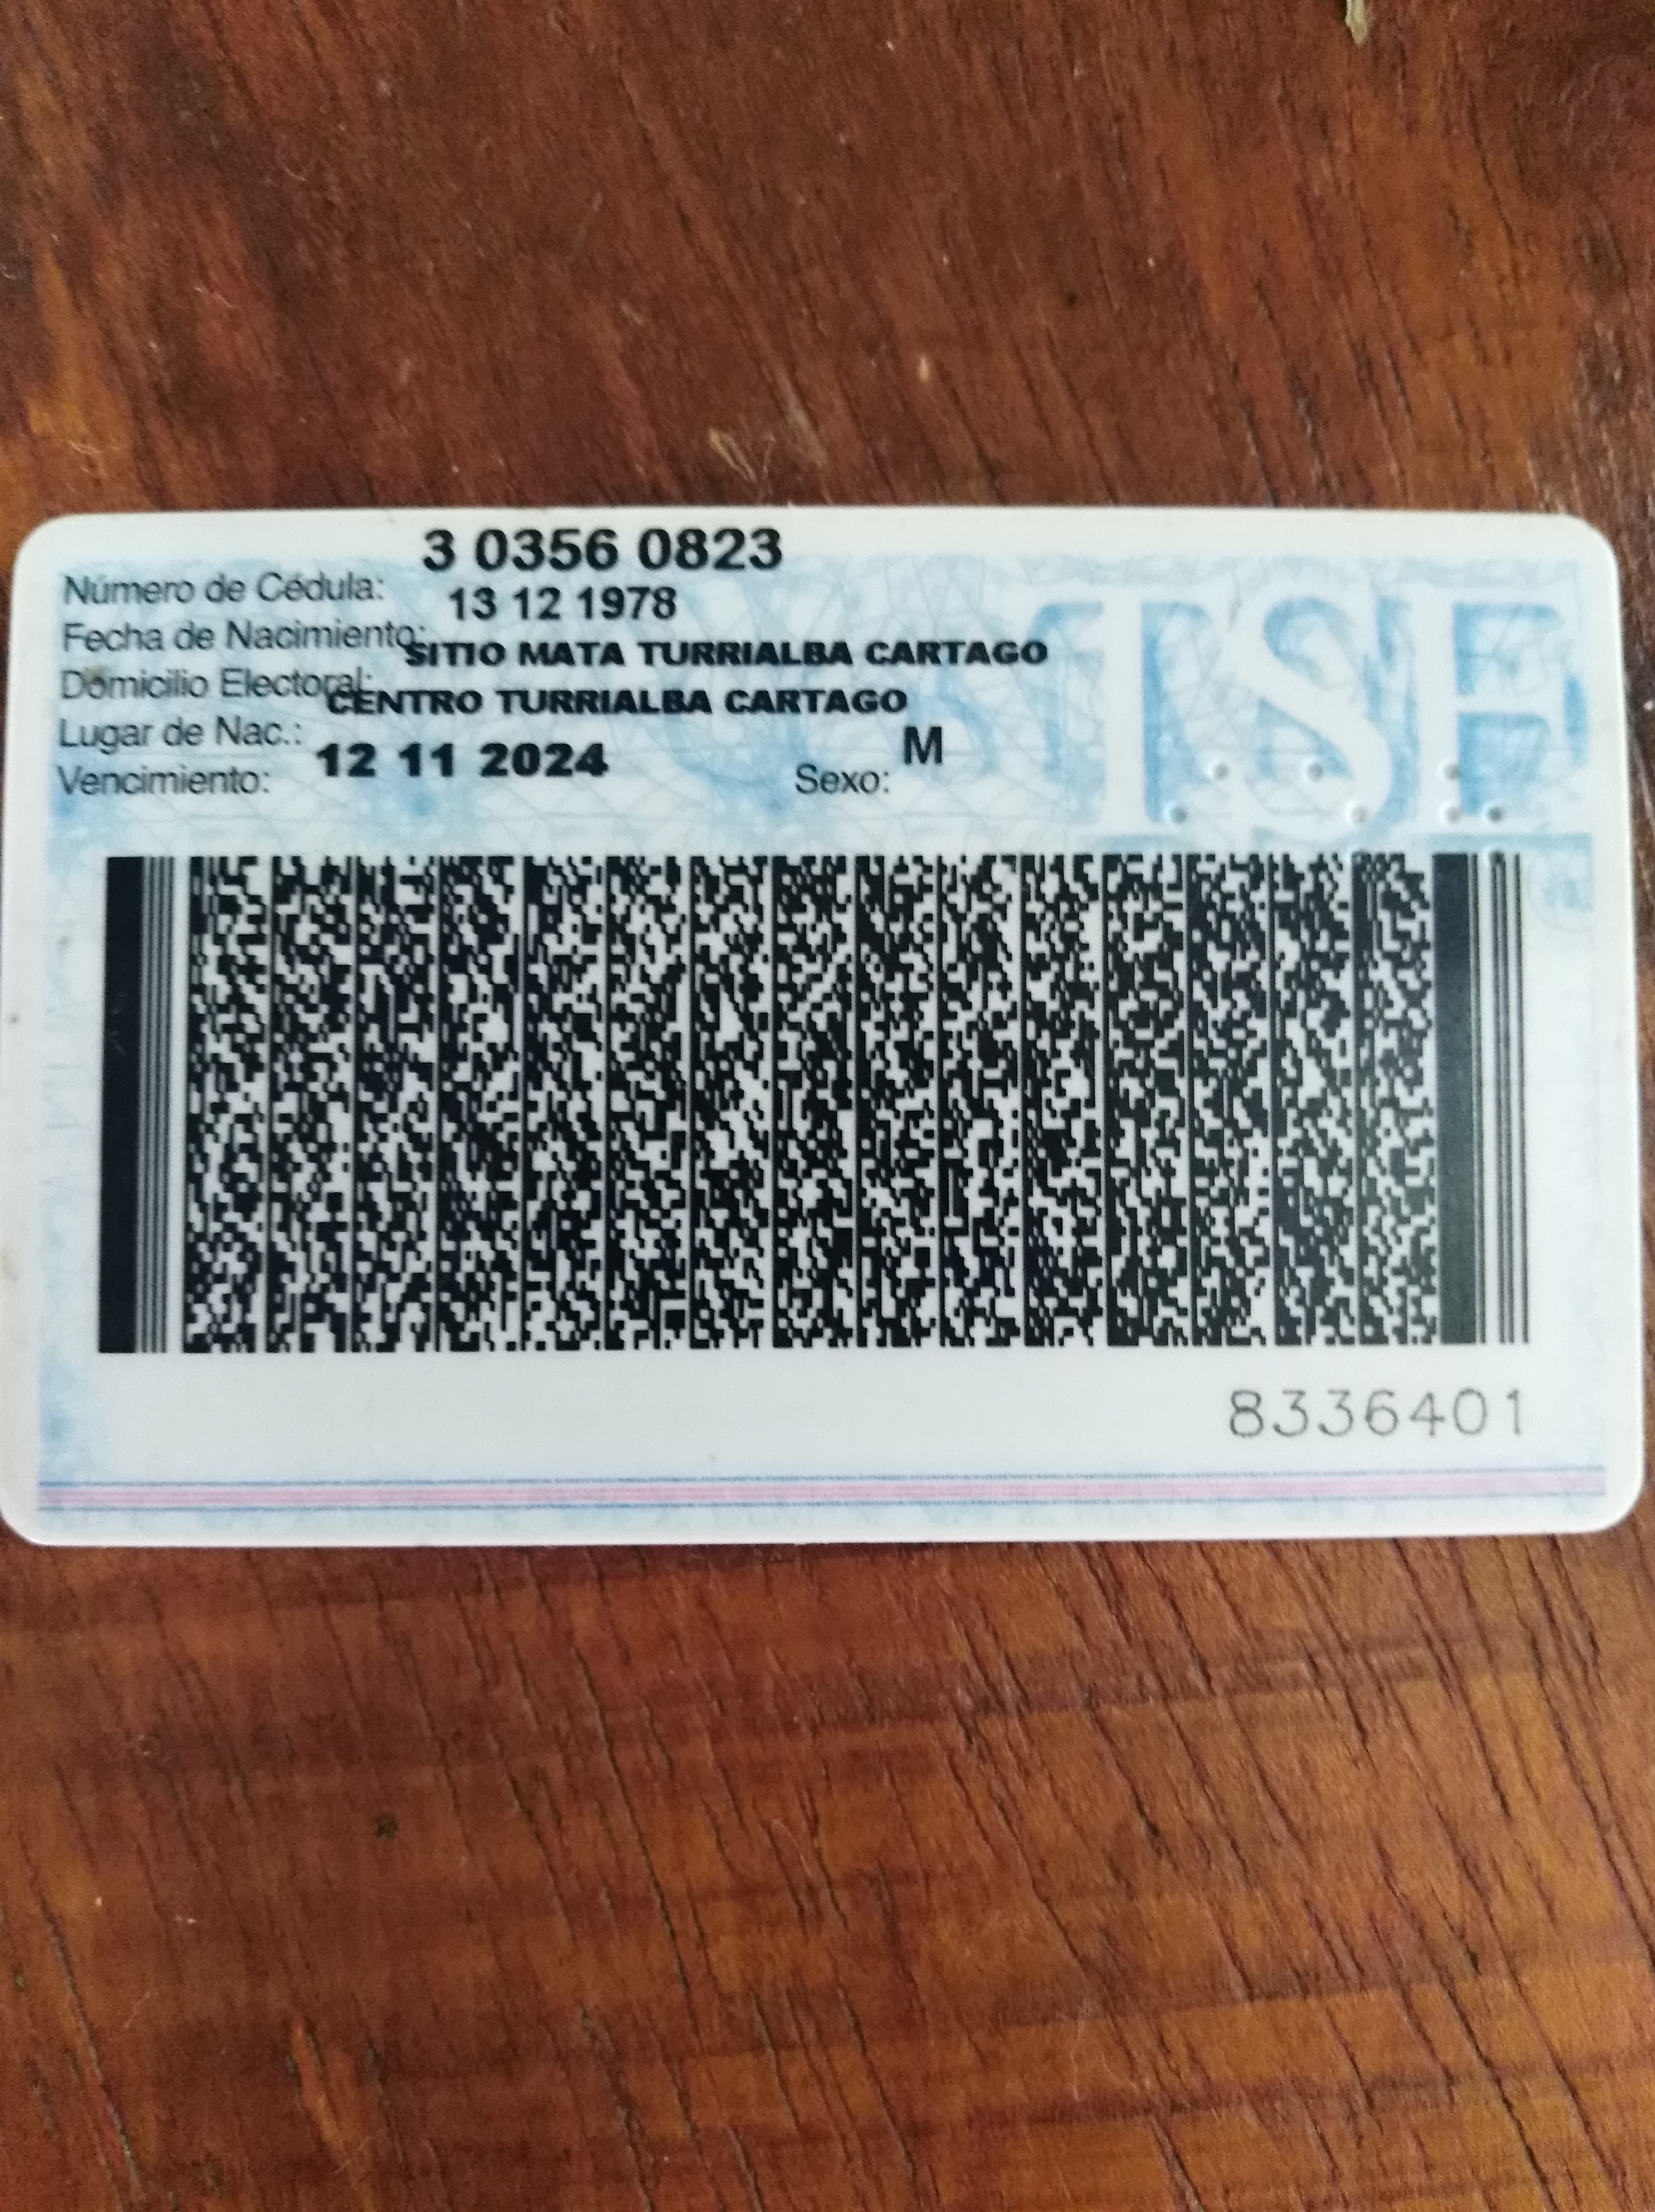 Número de Cédula: 3 0356 0823
Fecha de Nacimiento: 13 12 1978
Domicilio Electoral: SITIO MATA TURRIALBA CARTAGO
Lugar de Nac.: CENTRO TURRIALBA CARTAGO
Vencimiento: 12 11 2024 Sexo: M
TSE
8336401